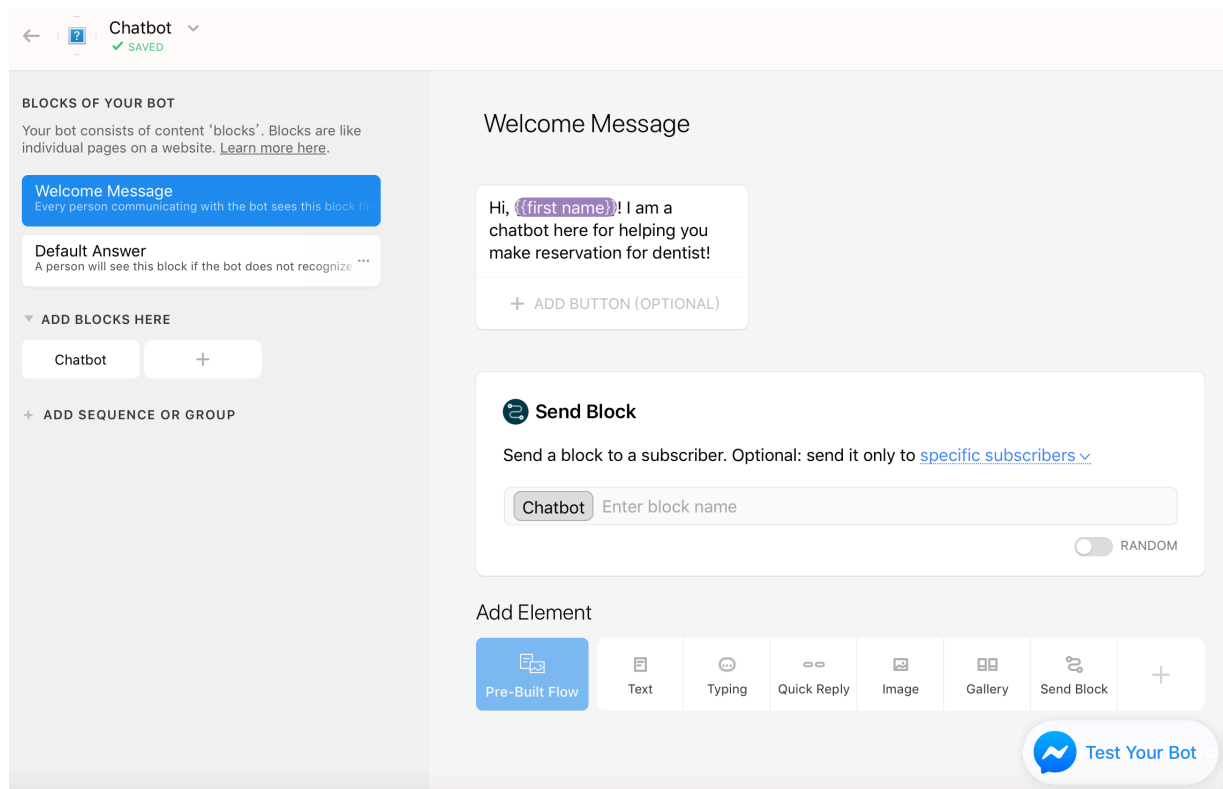 Chatbot
SAVED
BLOCKS OF YOUR BOT
Your bot consists of content ‘blocks’. Blocks are like
individual pages on a website. Learn more here.
Welcome Message
Every person communicating with the bot sees this block first
Default Answer
A person will see this block if the bot does not recognize
ADD BLOCKS HERE
Chatbot
ADD SEQUENCE OR GROUP
Welcome Message
Hi, {{first name}}! I am a
chatbot here for helping you
make reservation for dentist!
ADD BUTTON (OPTIONAL)
Send Block
Send a block to a subscriber. Optional: send it only to specific subscribers
Chatbot Enter block name
RANDOM
Add Element
Pre-Built Flow
Text
Typing
Quick Reply
Image
Gallery
Send Block
Test Your Bot